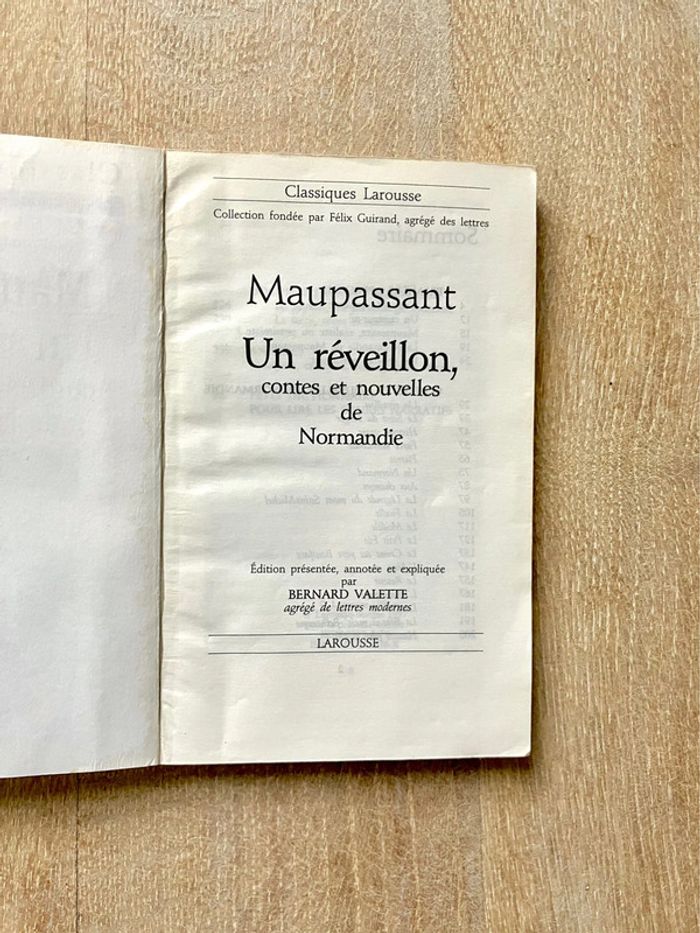 Classiques Larousse
Collection fondée par Félix Guirand, agrégé des lettres
Maupassant
Un réveillon,
contes et nouvelles
de
Normandie
Édition présentée, annotée et expliquée
par
BERNARD VALETTE
agrégé de lettres modernes
LAROUSSE